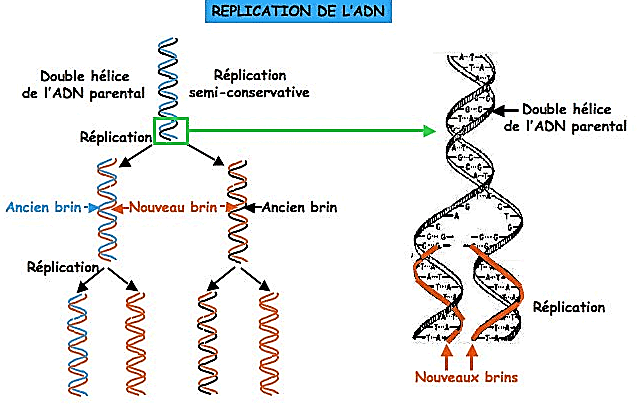 REPLICATION DE L'ADN
Double hélice
de l'ADN parental
Réplication
semi-conservative
Réplication
Ancien brin
Nouveau brin
Ancien brin
Réplication
Double hélice
de l'ADN parental
Réplication
Nouveaux brins